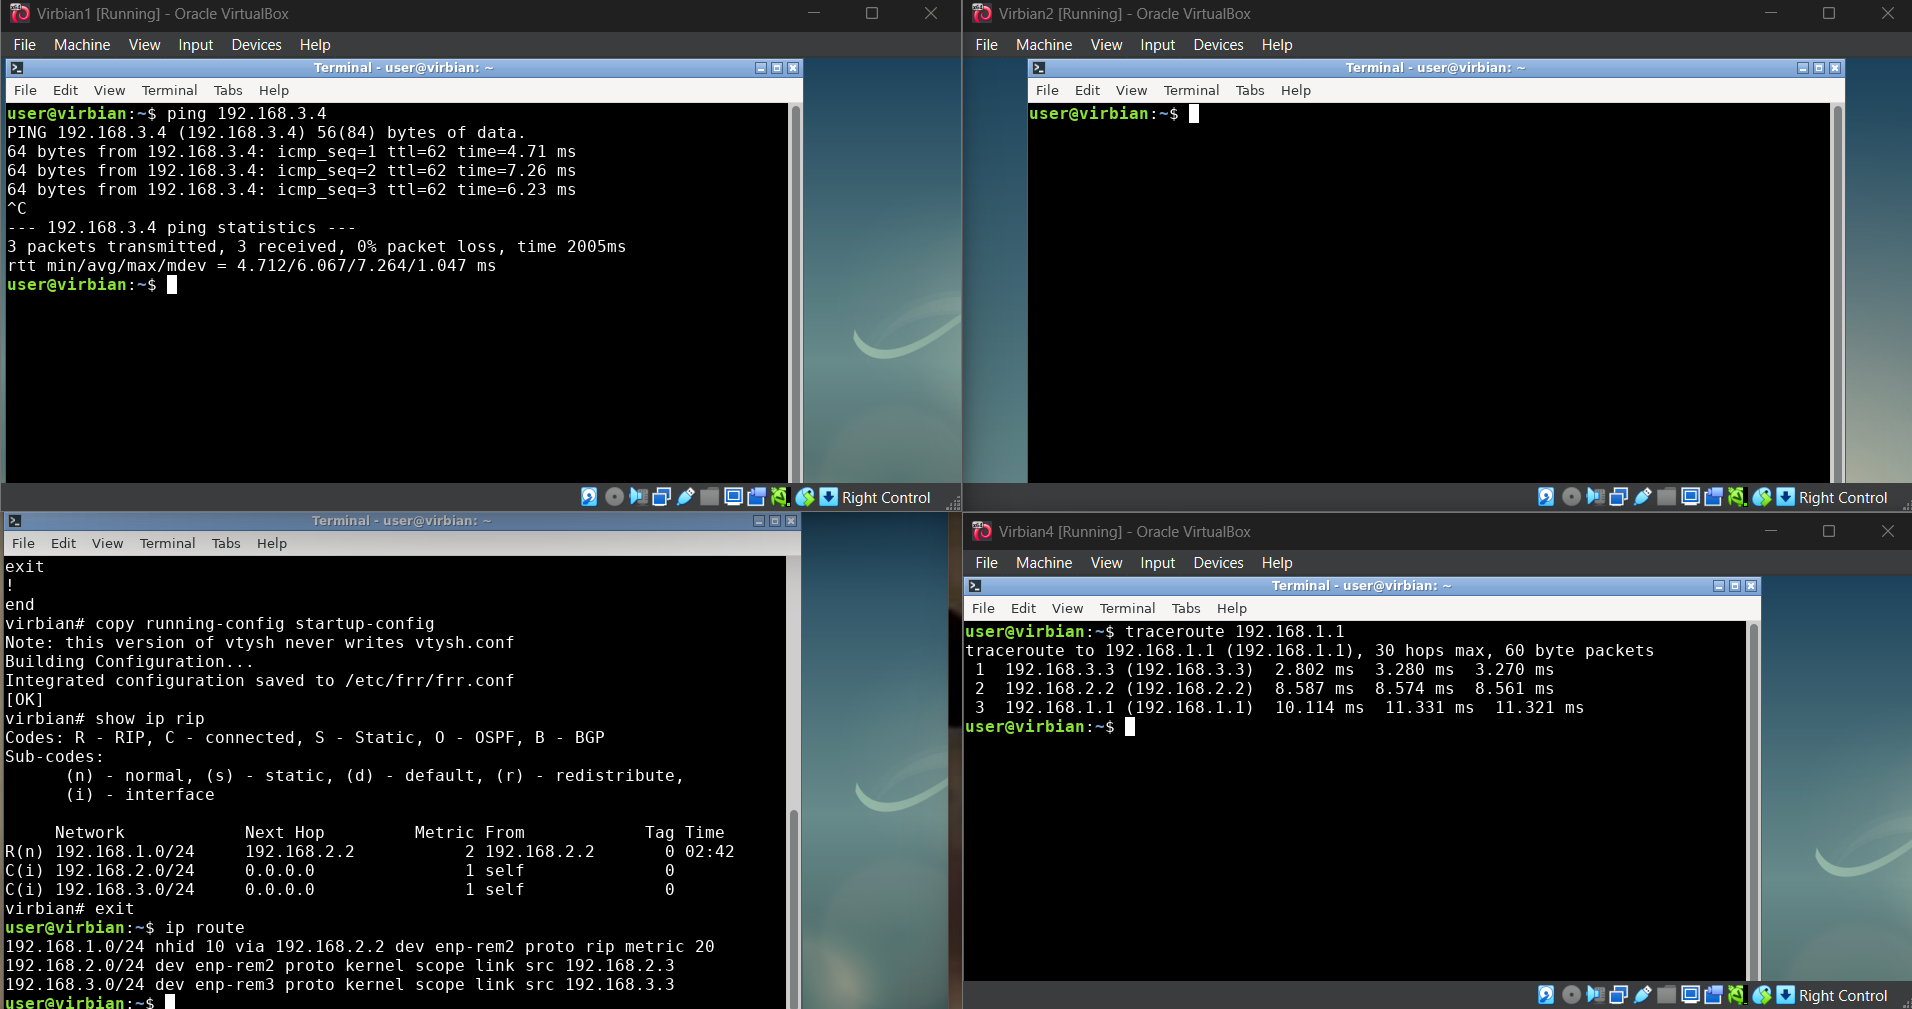 Virbian1 [Running] - Oracle VirtualBox
File Machine View Input Devices Help
Terminal - user@virbian: ~
File Edit View Terminal Tabs Help
user@virbian:~$ ping 192.168.3.4
PING 192.168.3.4 (192.168.3.4) 56(84) bytes of data.
64 bytes from 192.168.3.4: icmp_seq=1 ttl=62 time=4.71 ms
64 bytes from 192.168.3.4: icmp_seq=2 ttl=62 time=7.26 ms
64 bytes from 192.168.3.4: icmp_seq=3 ttl=62 time=6.23 ms
^C
--- 192.168.3.4 ping statistics ---
3 packets transmitted, 3 received, 0% packet loss, time 2005ms
rtt min/avg/max/mdev = 4.712/6.067/7.264/1.047 ms
user@virbian:~$
Right Control
Virbian2 [Running] - Oracle VirtualBox
File Machine View Input Devices Help
Terminal - user@virbian: ~
File Edit View Terminal Tabs Help
user@virbian:~$
Right Control
Terminal - user@virbian: ~
File Edit View Terminal Tabs Help
exit
!
end
virbian# copy running-config startup-config
Note: this version of vtysh never writes vtysh.conf
Building Configuration...
Integrated configuration saved to /etc/frr/frr.conf
[OK]
virbian# show ip rip
Codes: R - RIP, C - connected, S - Static, O - OSPF, B - BGP
Sub-codes:
(n) - normal, (s) - static, (d) - default, (r) - redistribute,
(i) - interface
Network Next Hop Metric From Tag Time
R(n) 192.168.1.0/24 192.168.2.2 2 192.168.2.2 0 02:42
C(i) 192.168.2.0/24 0.0.0.0 1 self 0
C(i) 192.168.3.0/24 0.0.0.0 1 self 0
virbian# exit
user@virbian:~$ ip route
192.168.1.0/24 nhid 10 via 192.168.2.2 dev enp-rem2 proto rip metric 20
192.168.2.0/24 dev enp-rem2 proto kernel scope link src 192.168.2.3
192.168.3.0/24 dev enp-rem3 proto kernel scope link src 192.168.3.3
user@virbian:~$
Virbian4 [Running] - Oracle VirtualBox
File Machine View Input Devices Help
Terminal - user@virbian: ~
File Edit View Terminal Tabs Help
user@virbian:~$ traceroute 192.168.1.1
traceroute to 192.168.1.1 (192.168.1.1), 30 hops max, 60 byte packets
1 192.168.3.3 (192.168.3.3) 2.802 ms 3.280 ms 3.270 ms
2 192.168.2.2 (192.168.2.2) 8.587 ms 8.574 ms 8.561 ms
3 192.168.1.1 (192.168.1.1) 10.114 ms 11.331 ms 11.321 ms
user@virbian:~$
Right Control